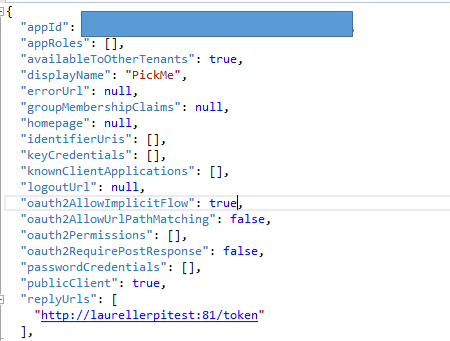 {
"appId":
"appRoles": [],
"availableToOtherTenants": true,
"displayName": "PickMe",
"errorUrl": null,
"groupMembershipClaims": null,
"homepage": null,
"identifierUris": [],
"keyCredentials": [],
"knownClientApplications": [],
"logoutUrl": null,
"oauth2AllowImplicitFlow": true,
"oauth2AllowUrlPathMatching": false,
"oauth2Permissions": [],
"oauth2RequirePostResponse": false,
"passwordCredentials": [],
"publicClient": true,
"replyUrls": [
"http://laurellerpitest:81/token"
],